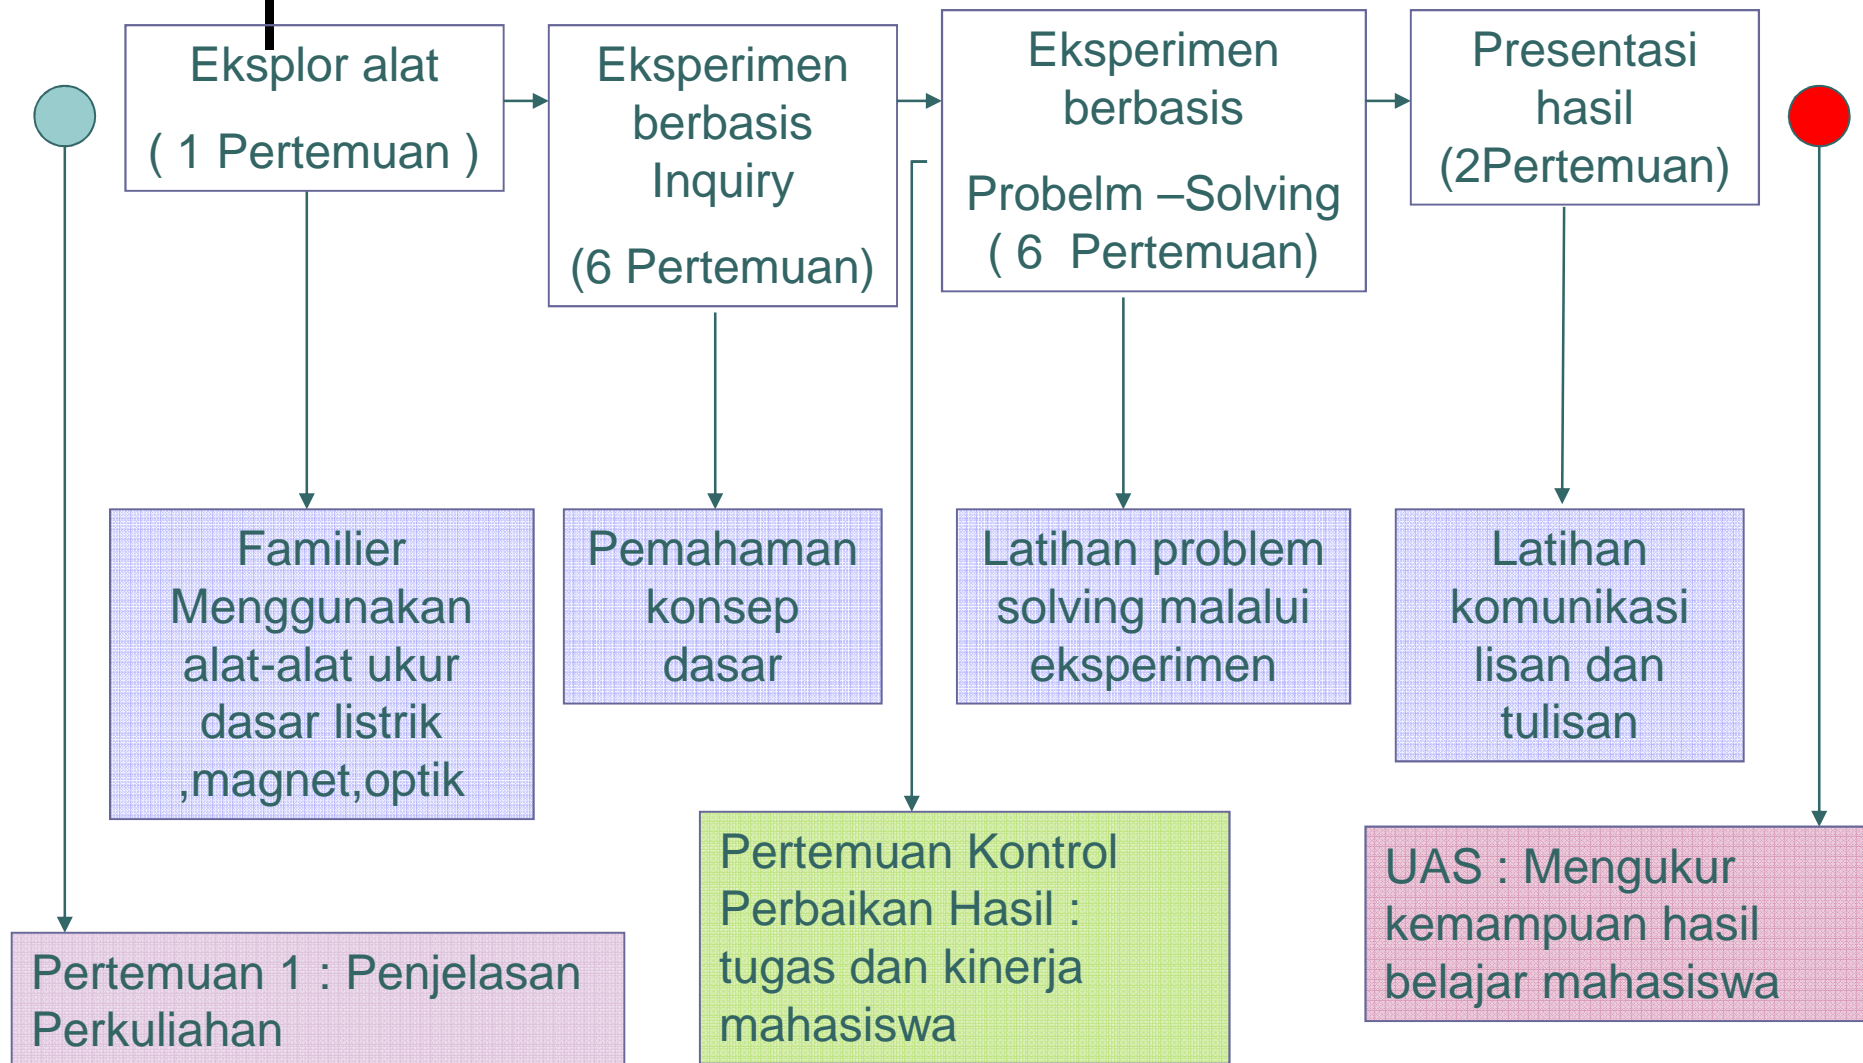 Eksplor alat
( 1 Pertemuan )
Eksperimen
berbasis
Inquiry
(6 Pertemuan)
Eksperimen
berbasis
Probelm –Solving
( 6 Pertemuan)
Presentasi
hasil
(2Pertemuan)
Familier
Menggunakan
alat-alat ukur
dasar listrik
,magnet,optik
Pemahaman
konsep
dasar
Latihan problem
solving malalui
eksperimen
Latihan
komunikasi
lisan dan
tulisan
Pertemuan 1 : Penjelasan
Perkuliahan
Pertemuan Kontrol
Perbaikan Hasil :
tugas dan kinerja
mahasiswa
UAS : Mengukur
kemampuan hasil
belajar mahasiswa